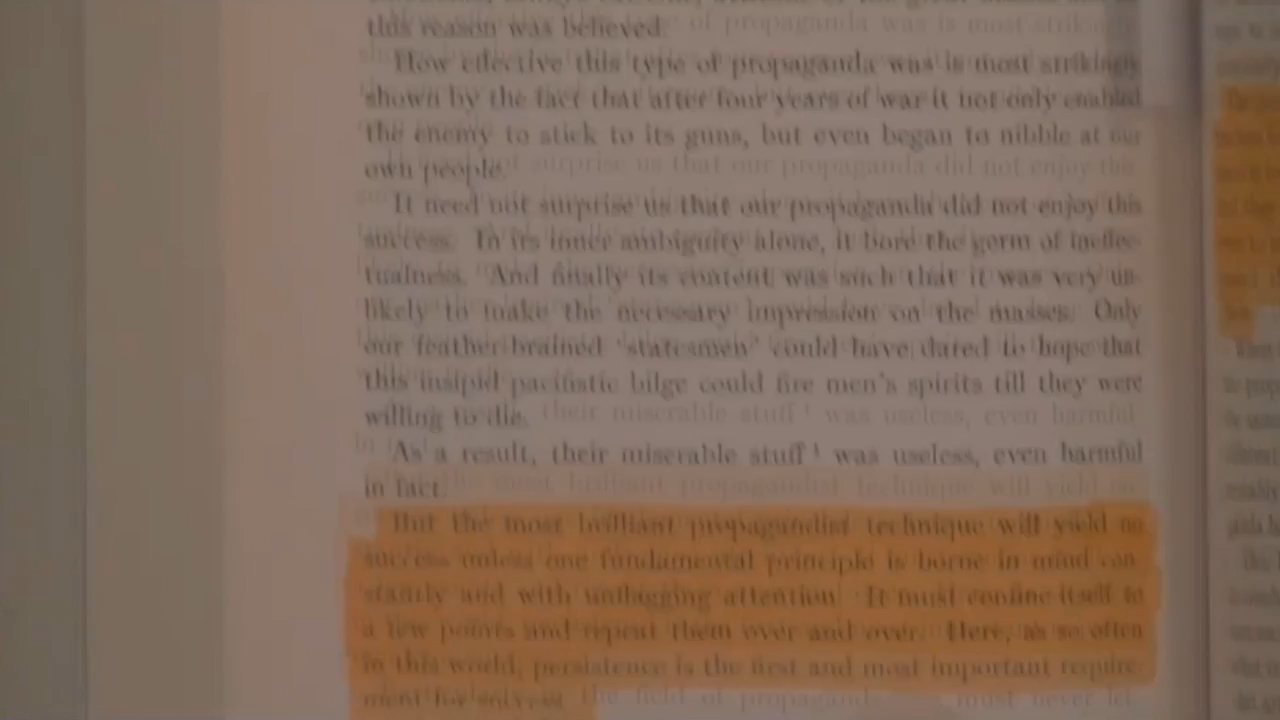 this reason was believed.
How effective this type of propaganda was is most strikingly
shown by the fact that after four years of war it not only enabled
the enemy to stick to its guns, but even began to nibble at our
own people.
It need not surprise us that our propaganda did not enjoy this
success. In its inner ambiguity alone, it bore the germ of ineffec-
tualness. And finally its content was such that it was very un-
likely to make the necessary impression on the masses. Only
our feather-brained 'statesmen' could have dared to hope that
this insipid pacifistic bilge could fire men's spirits till they were
willing to die.
As a result, their miserable stuff ¹ was useless, even harmful
in fact.
But the most brilliant propagandist technique will yield no
success unless one fundamental principle is borne in mind con-
stantly and with unflagging attention. It must confine itself to
a few points and repeat them over and over. Here, as so often
in this world, persistence is the first and most important require-
ment for success.